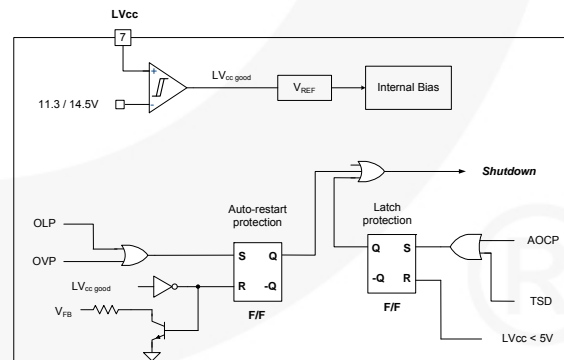 LVcc
7
LVcc good
11.3 / 14.5V
+
-
VREF
Internal Bias
Shutdown
OLP
OVP
Auto-restart
protection
S Q
R -Q
F/F
Latch
protection
Q S
-Q R
F/F
AOCP
TSD
LVcc good
VFB
LVcc < 5V
®